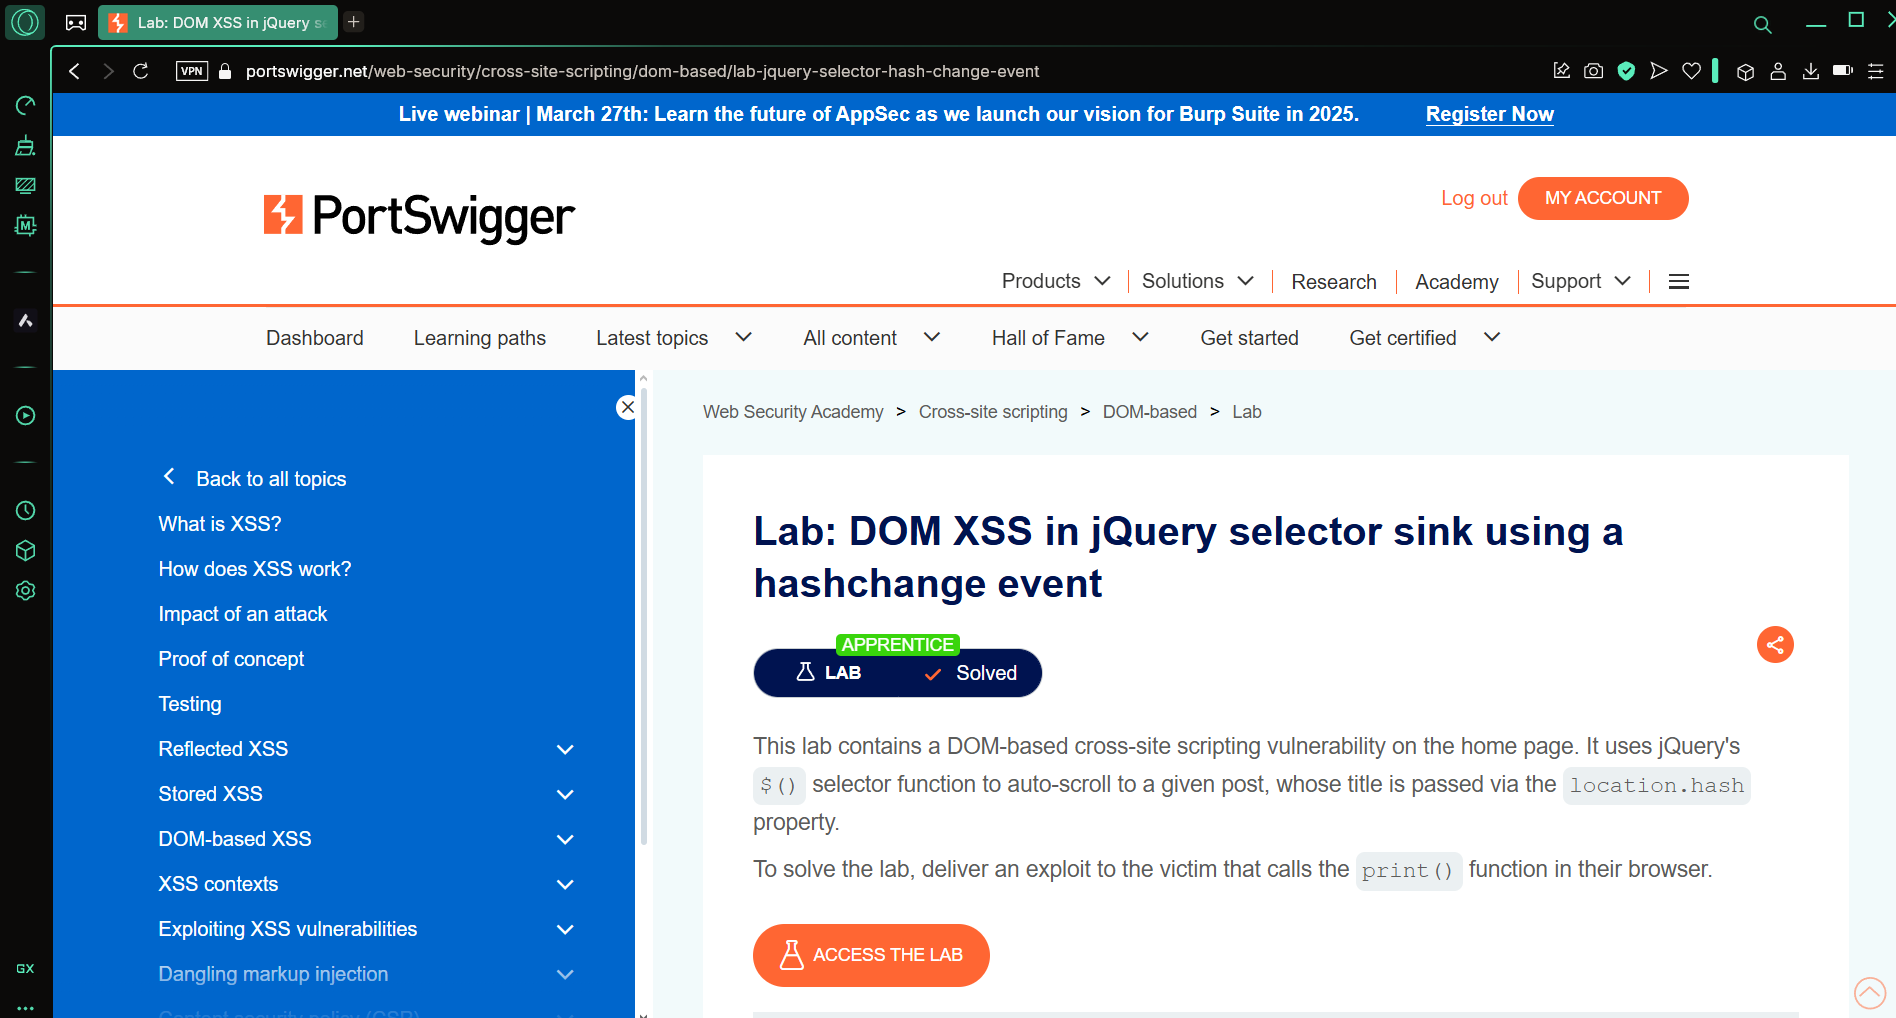 Lab: DOM XSS in jQuery s
VPN
portswigger.net/web-security/cross-site-scripting/dom-based/lab-jquery-selector-hash-change-event
Live webinar | March 27th: Learn the future of AppSec as we launch our vision for Burp Suite in 2025. Register Now
PortSwigger
Log out MY ACCOUNT
Products Solutions Research Academy Support
Dashboard Learning paths Latest topics All content Hall of Fame Get started Get certified
M
Back to all topics
What is XSS?
How does XSS work?
Impact of an attack
Proof of concept
Testing
Reflected XSS
Stored XSS
DOM-based XSS
XSS contexts
Exploiting XSS vulnerabilities
Dangling markup injection
Content security policy (CSP)
GX
Web Security Academy > Cross-site scripting > DOM-based > Lab
Lab: DOM XSS in jQuery selector sink using a
hashchange event
APPRENTICE
LAB Solved
This lab contains a DOM-based cross-site scripting vulnerability on the home page. It uses jQuery's
$() selector function to auto-scroll to a given post, whose title is passed via the location.hash
property.
To solve the lab, deliver an exploit to the victim that calls the print() function in their browser.
ACCESS THE LAB